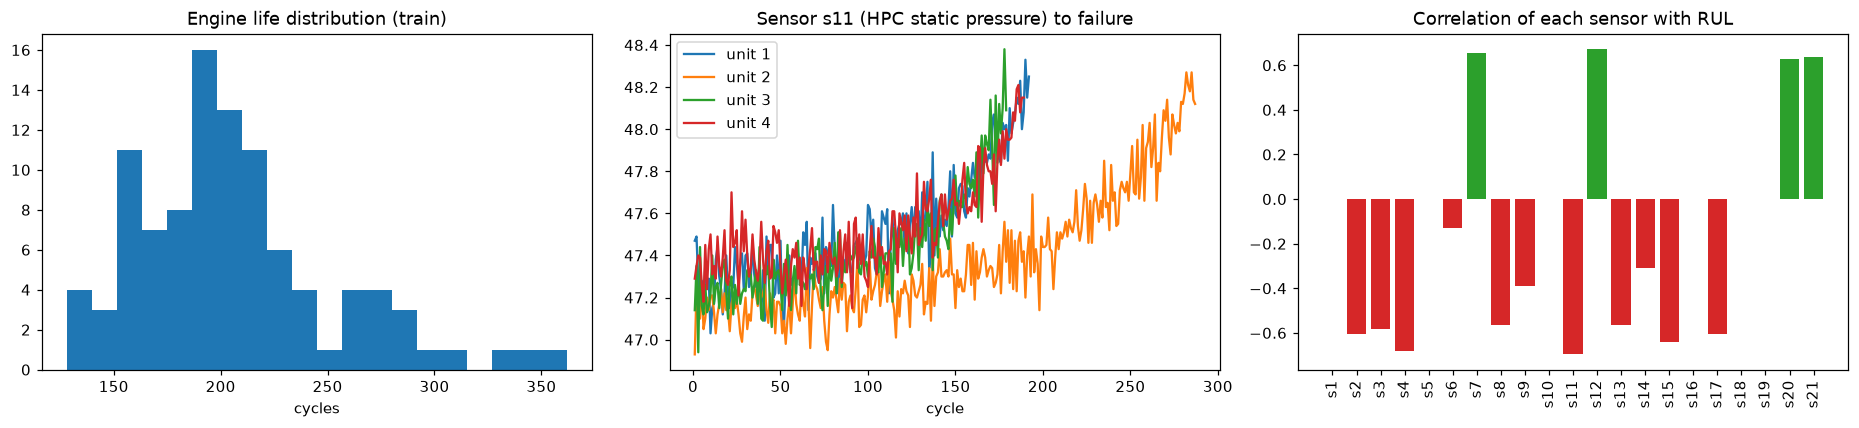 Engine life distribution (train)
16
14
12
10
8
6
4
2
0
150
200
250
300
350
cycles
Sensor s11 (HPC static pressure) to failure
48.4
48.2
48.0
47.8
47.6
47.4
47.2
47.0
unit 1
unit 2
unit 3
unit 4
0
50
100
150
200
250
300
cycle
Correlation of each sensor with RUL
0.6
0.4
0.2
0.0
−0.2
−0.4
−0.6
s1
s2
s3
s4
s5
s6
s7
s8
s9
s10
s11
s12
s13
s14
s15
s16
s17
s18
s19
s20
s21